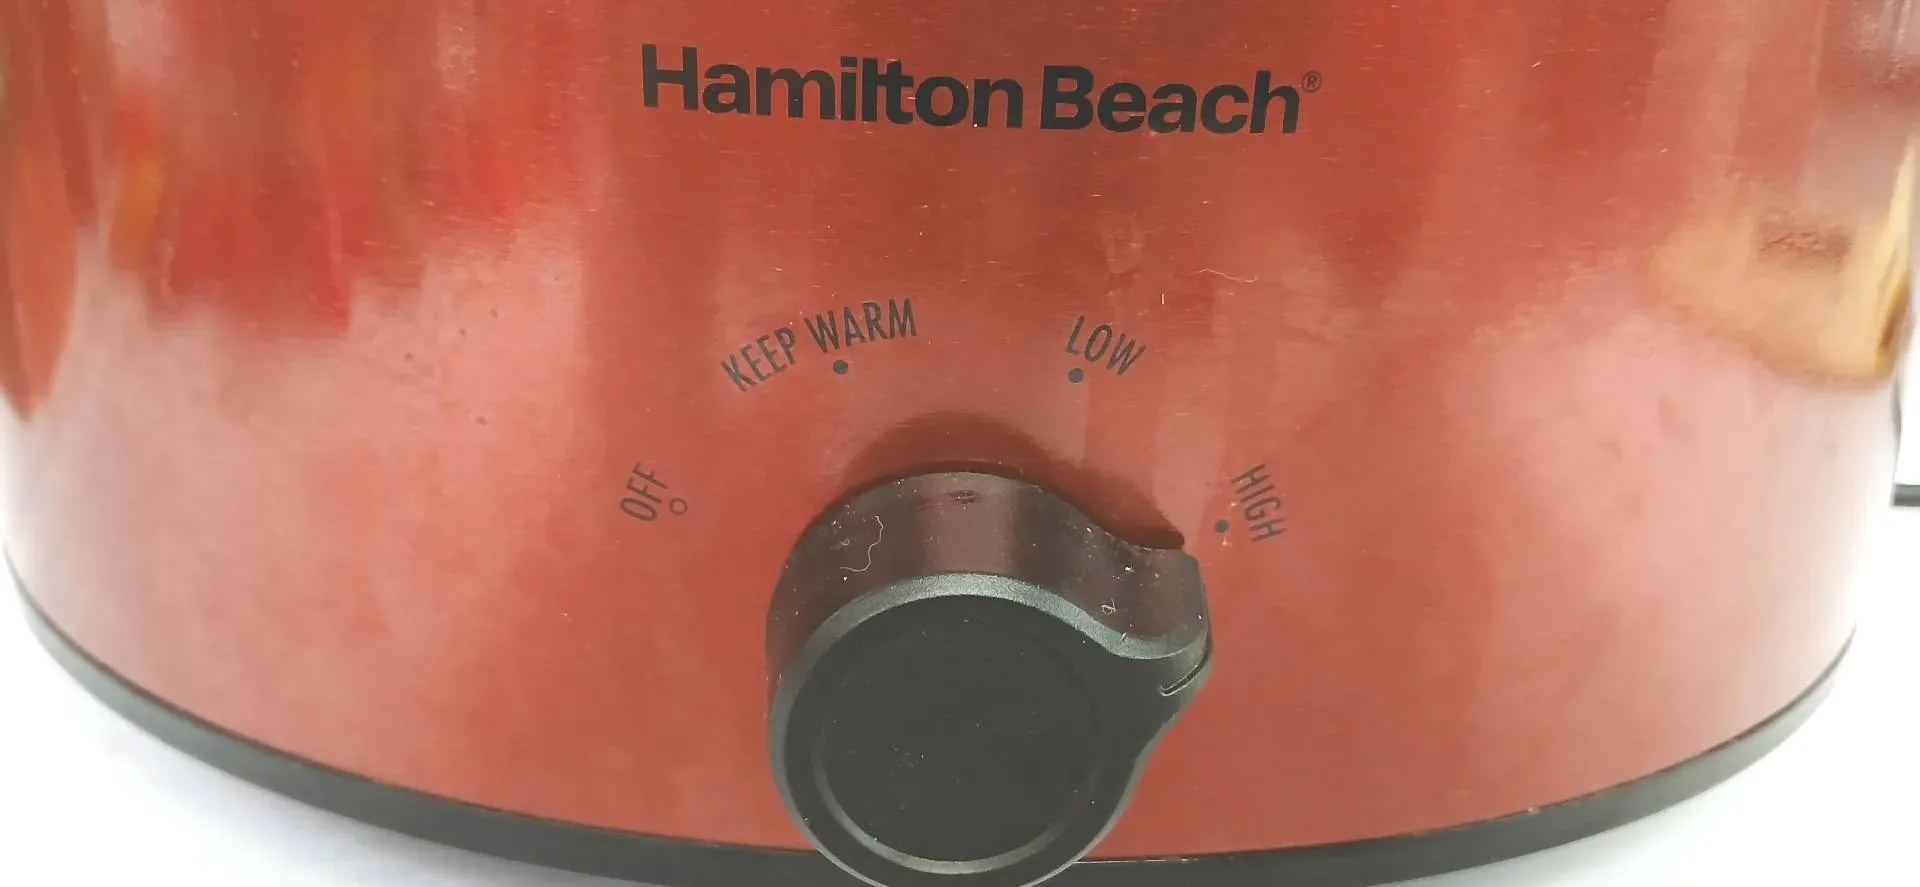 Hamilton Beach®
KEEP WARM
LOW
OFF
HIGH